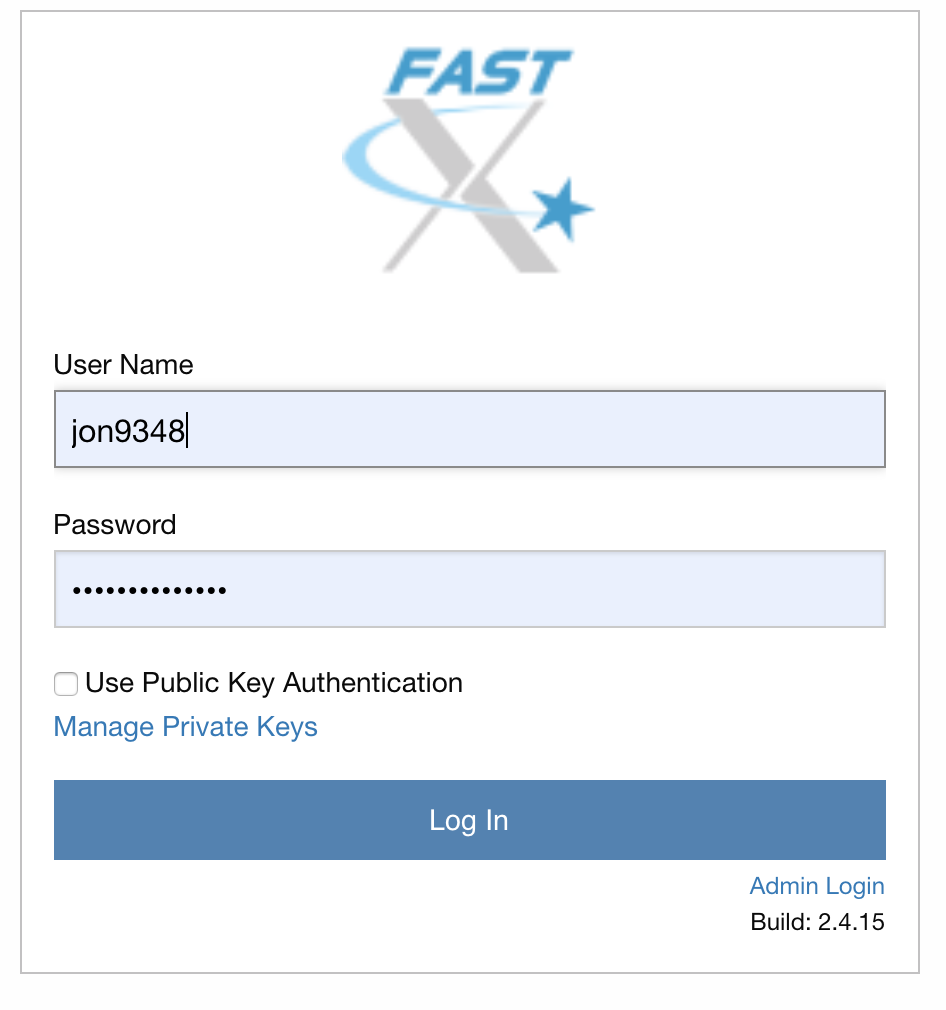 FAST
X
User Name
jon9348
Password
••••••••••••••
Use Public Key Authentication
Manage Private Keys
Log In
Admin Login
Build: 2.4.15